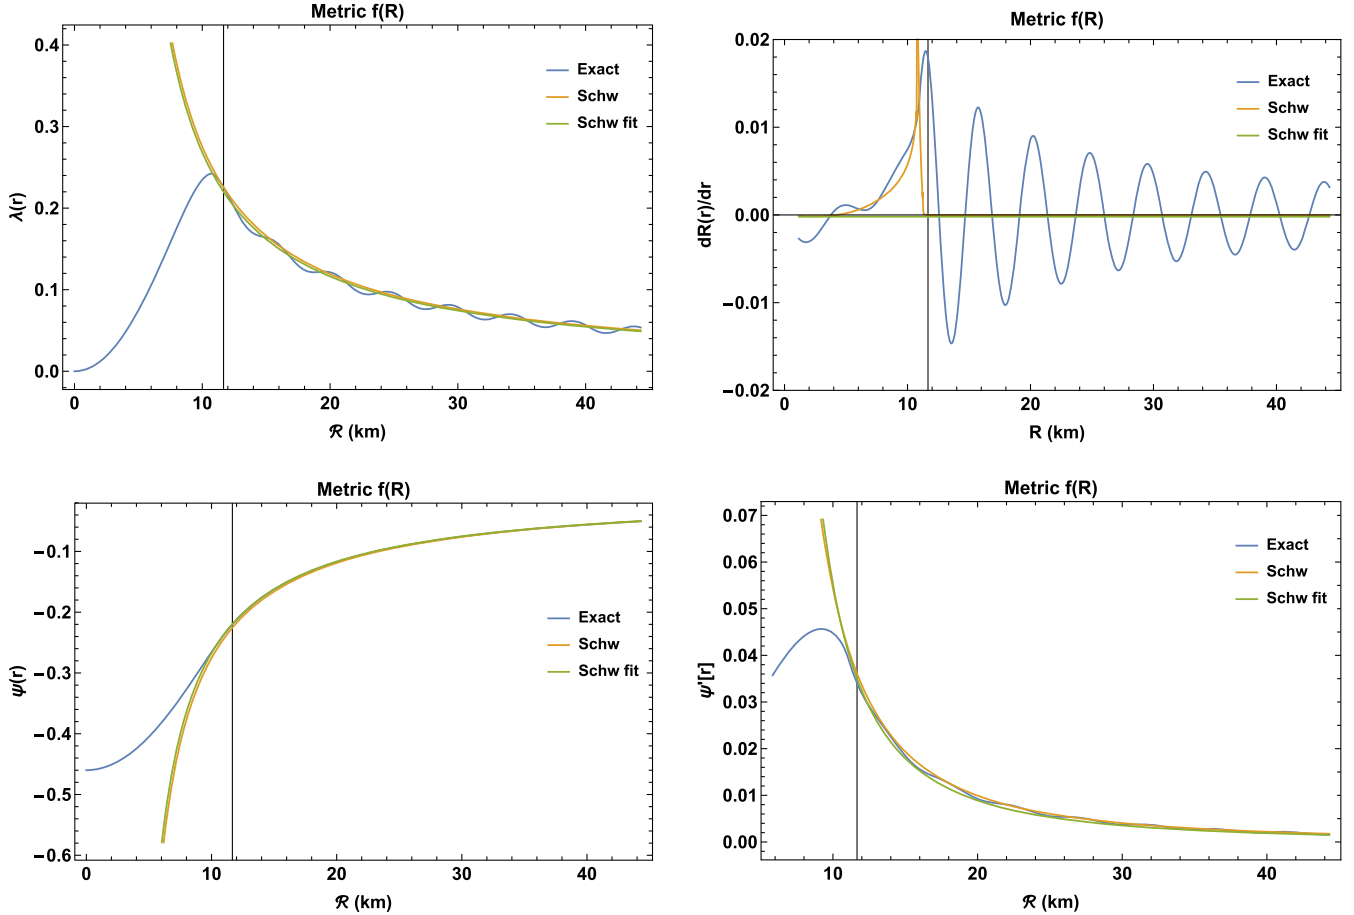 Metric f(R)
0.4
0.3
0.2
0.1
0.0
λ(r)
Exact
Schw
Schw fit
0
10
20
30
40
ℛ (km)
Metric f(R)
0.02
0.01
0.00
−0.01
−0.02
dR(r)/dr
Exact
Schw
Schw fit
0
10
20
30
40
R (km)
Metric f(R)
−0.1
−0.2
−0.3
−0.4
−0.5
−0.6
ψ(r)
Exact
Schw
Schw fit
0
10
20
30
40
ℛ (km)
Metric f(R)
0.07
0.06
0.05
0.04
0.03
0.02
0.01
0.00
ψ'[r]
Exact
Schw
Schw fit
10
20
30
40
ℛ (km)